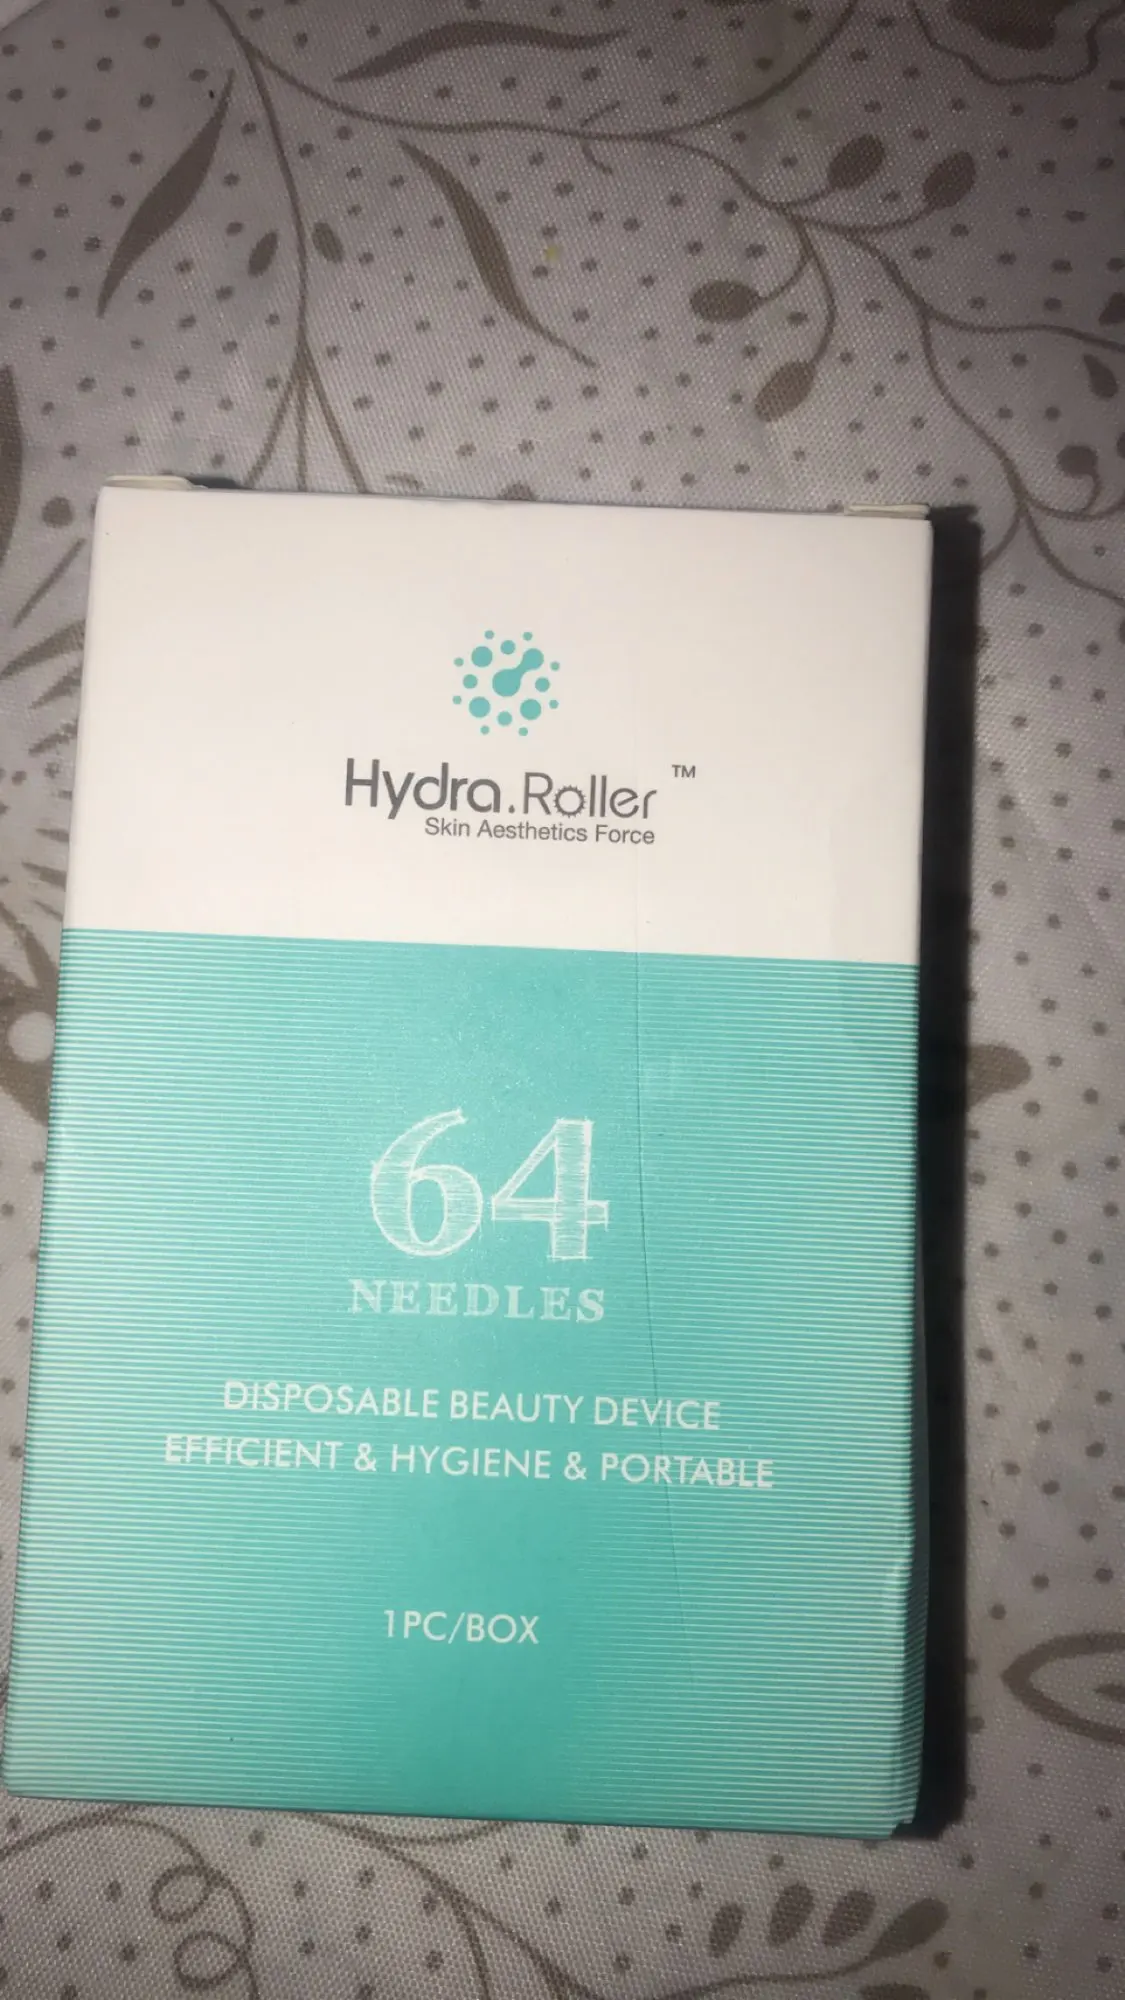 Hydra.Roller ™
Skin Aesthetics Force
64
NEEDLES
DISPOSABLE BEAUTY DEVICE
EFFICIENT & HYGIENE & PORTABLE
1PC/BOX